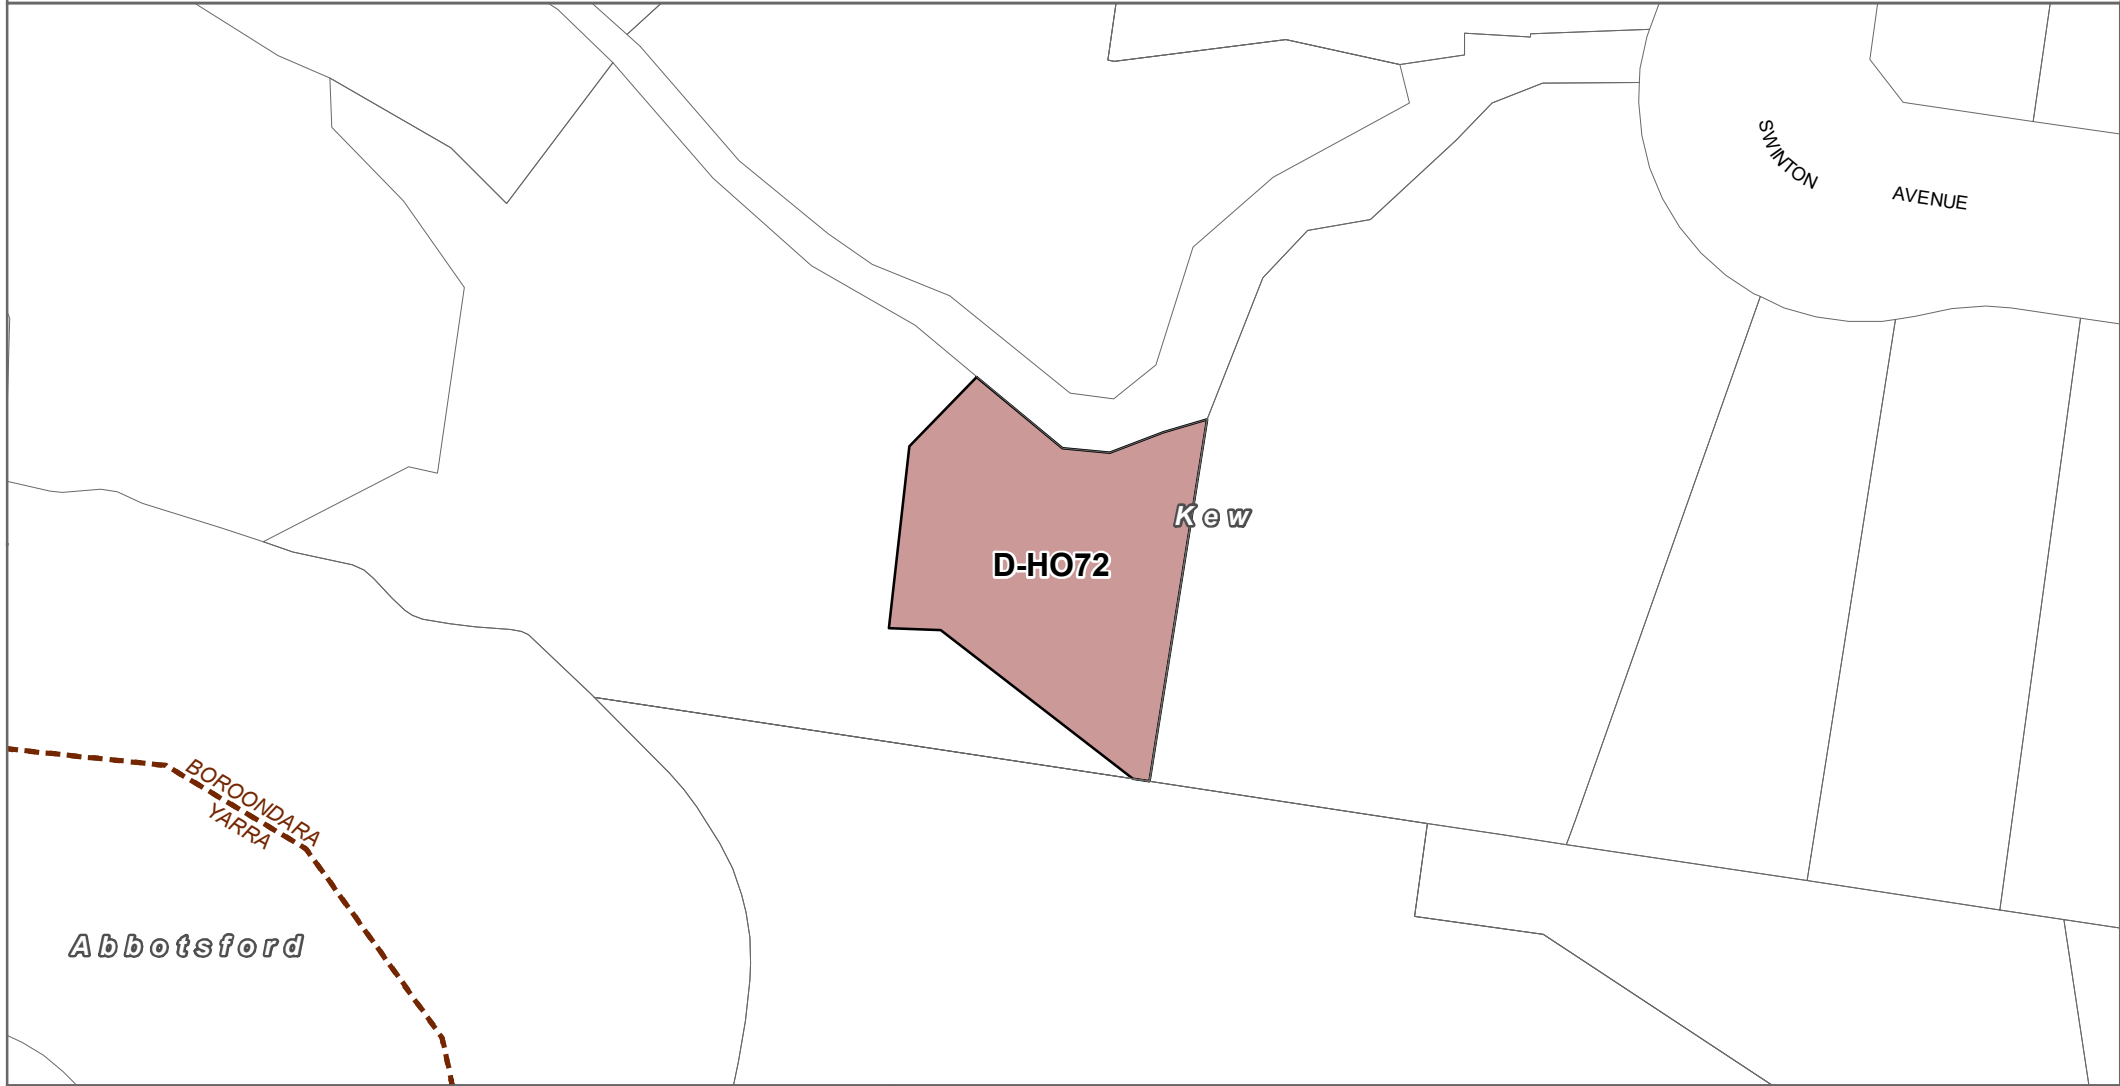 SWINTON
AVENUE
Kew
D-HO72
BOROONDARA
YARRA
Abbotsford